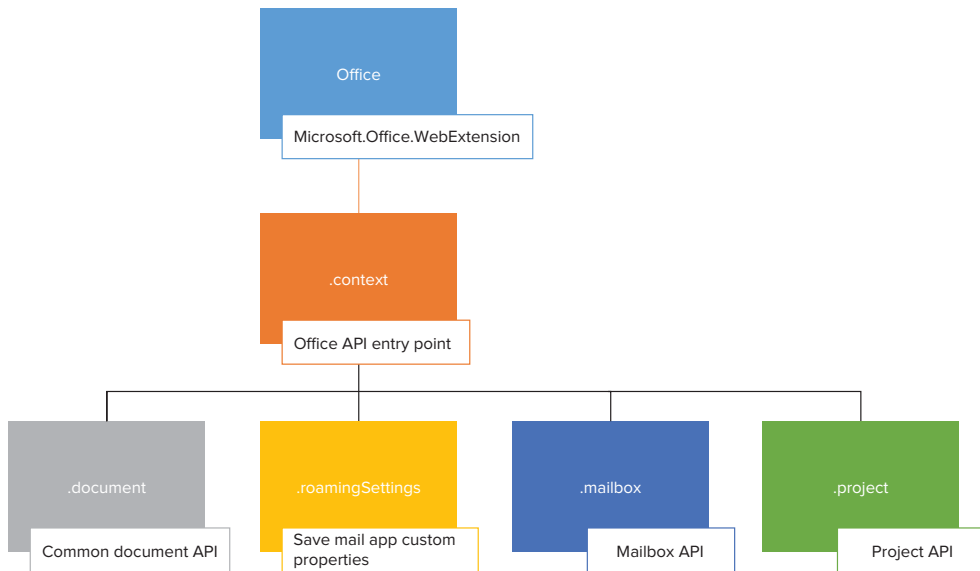 Office
Microsoft.Office.WebExtension
.context
Office API entry point
.document
.roamingSettings
.mailbox
.project
Common document API
Save mail app custom
properties
Mailbox API
Project API